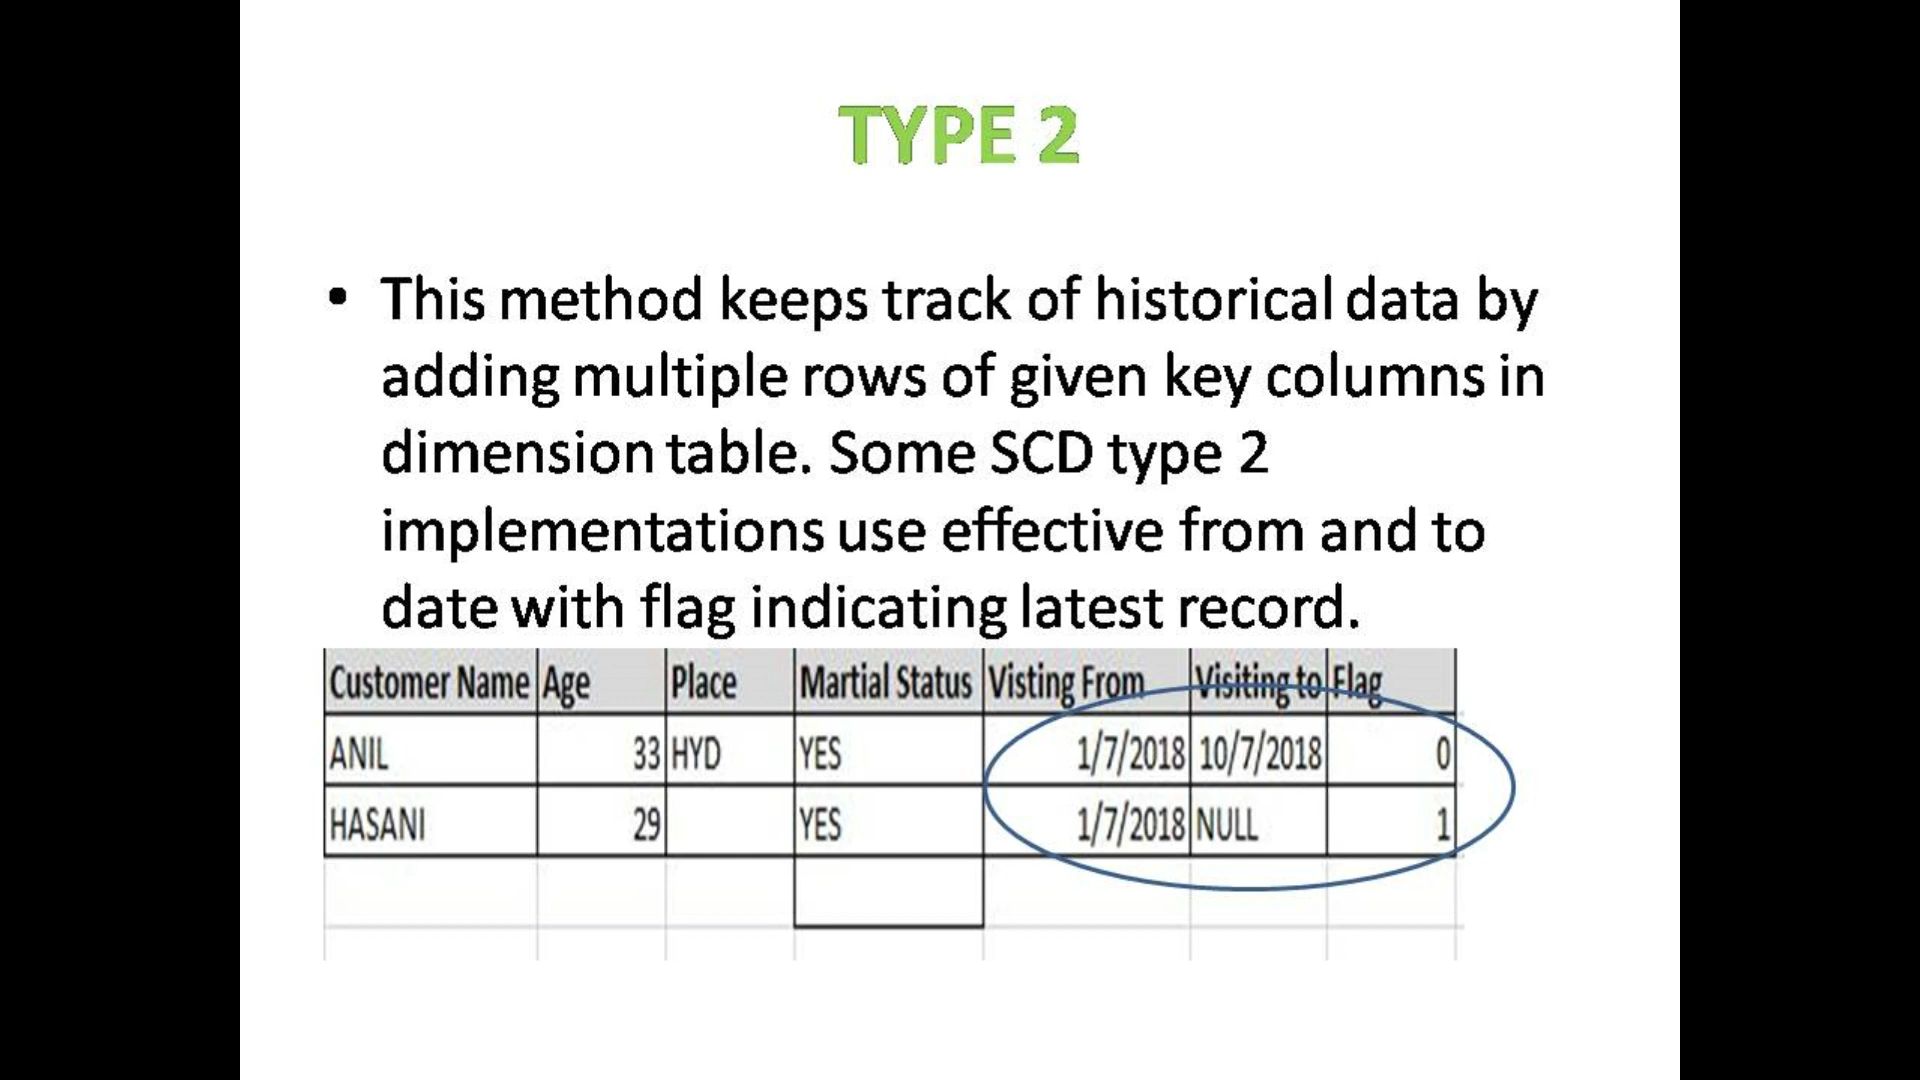 TYPE 2
• This method keeps track of historical data by
adding multiple rows of given key columns in
dimension table. Some SCD type 2
implementations use effective from and to
date with flag indicating latest record.
Customer Name Age Place Martial Status Visting From Visiting to Flag
ANIL 33 HYD YES 1/7/2018 10/7/2018 0
HASANI 29 YES 1/7/2018 NULL 1